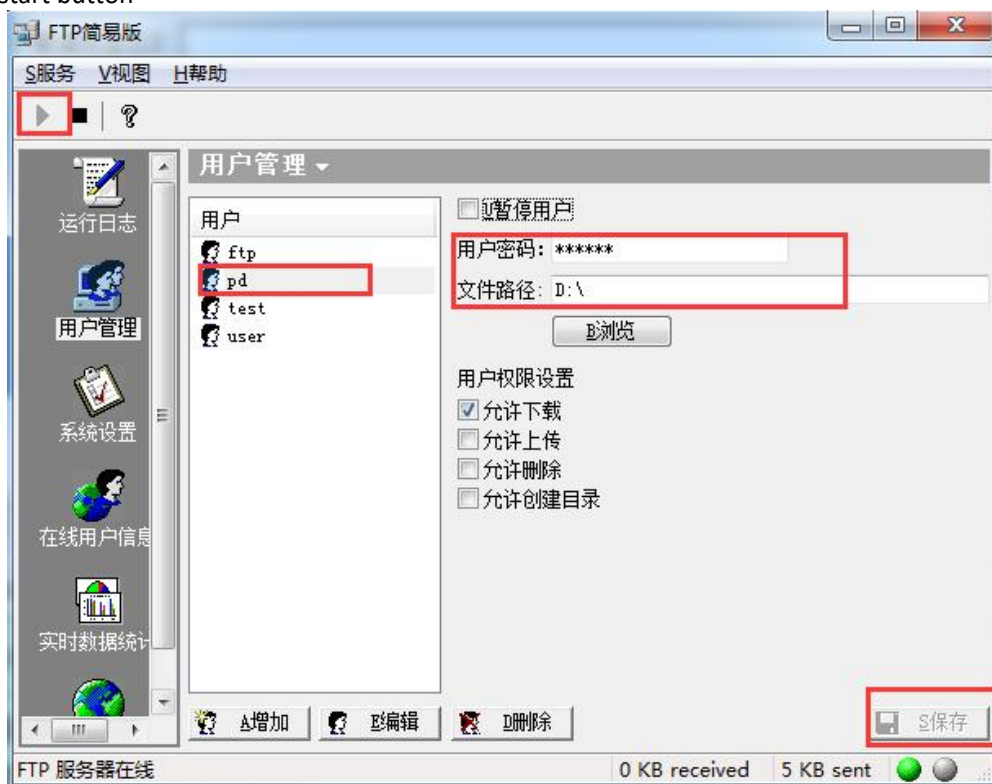 start button
FTP简易版
S服务 V视图 H帮助
用户管理
运行日志
用户管理
系统设置
在线用户信息
实时数据统计
用户
ftp
pd
test
user
U暂停用户
用户密码: ******
文件路径: D:\
B浏览
用户权限设置
允许下载
允许上传
允许删除
允许创建目录
A增加 E编辑 D删除 S保存
FTP 服务器在线 0 KB received 5 KB sent